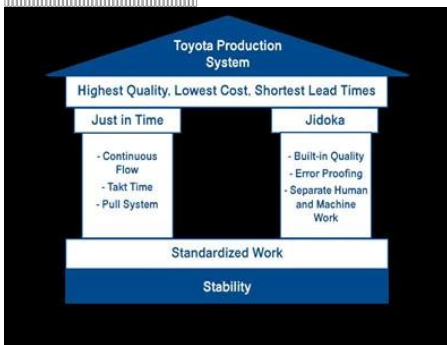 Toyota Production
System
Highest Quality, Lowest Cost, Shortest Lead Times
Just in Time
- Continuous
Flow
- Takt Time
- Pull System
Jidoka
- Built-in Quality
- Error Proofing
- Separate Human
and Machine
Work
Standardized Work
Stability